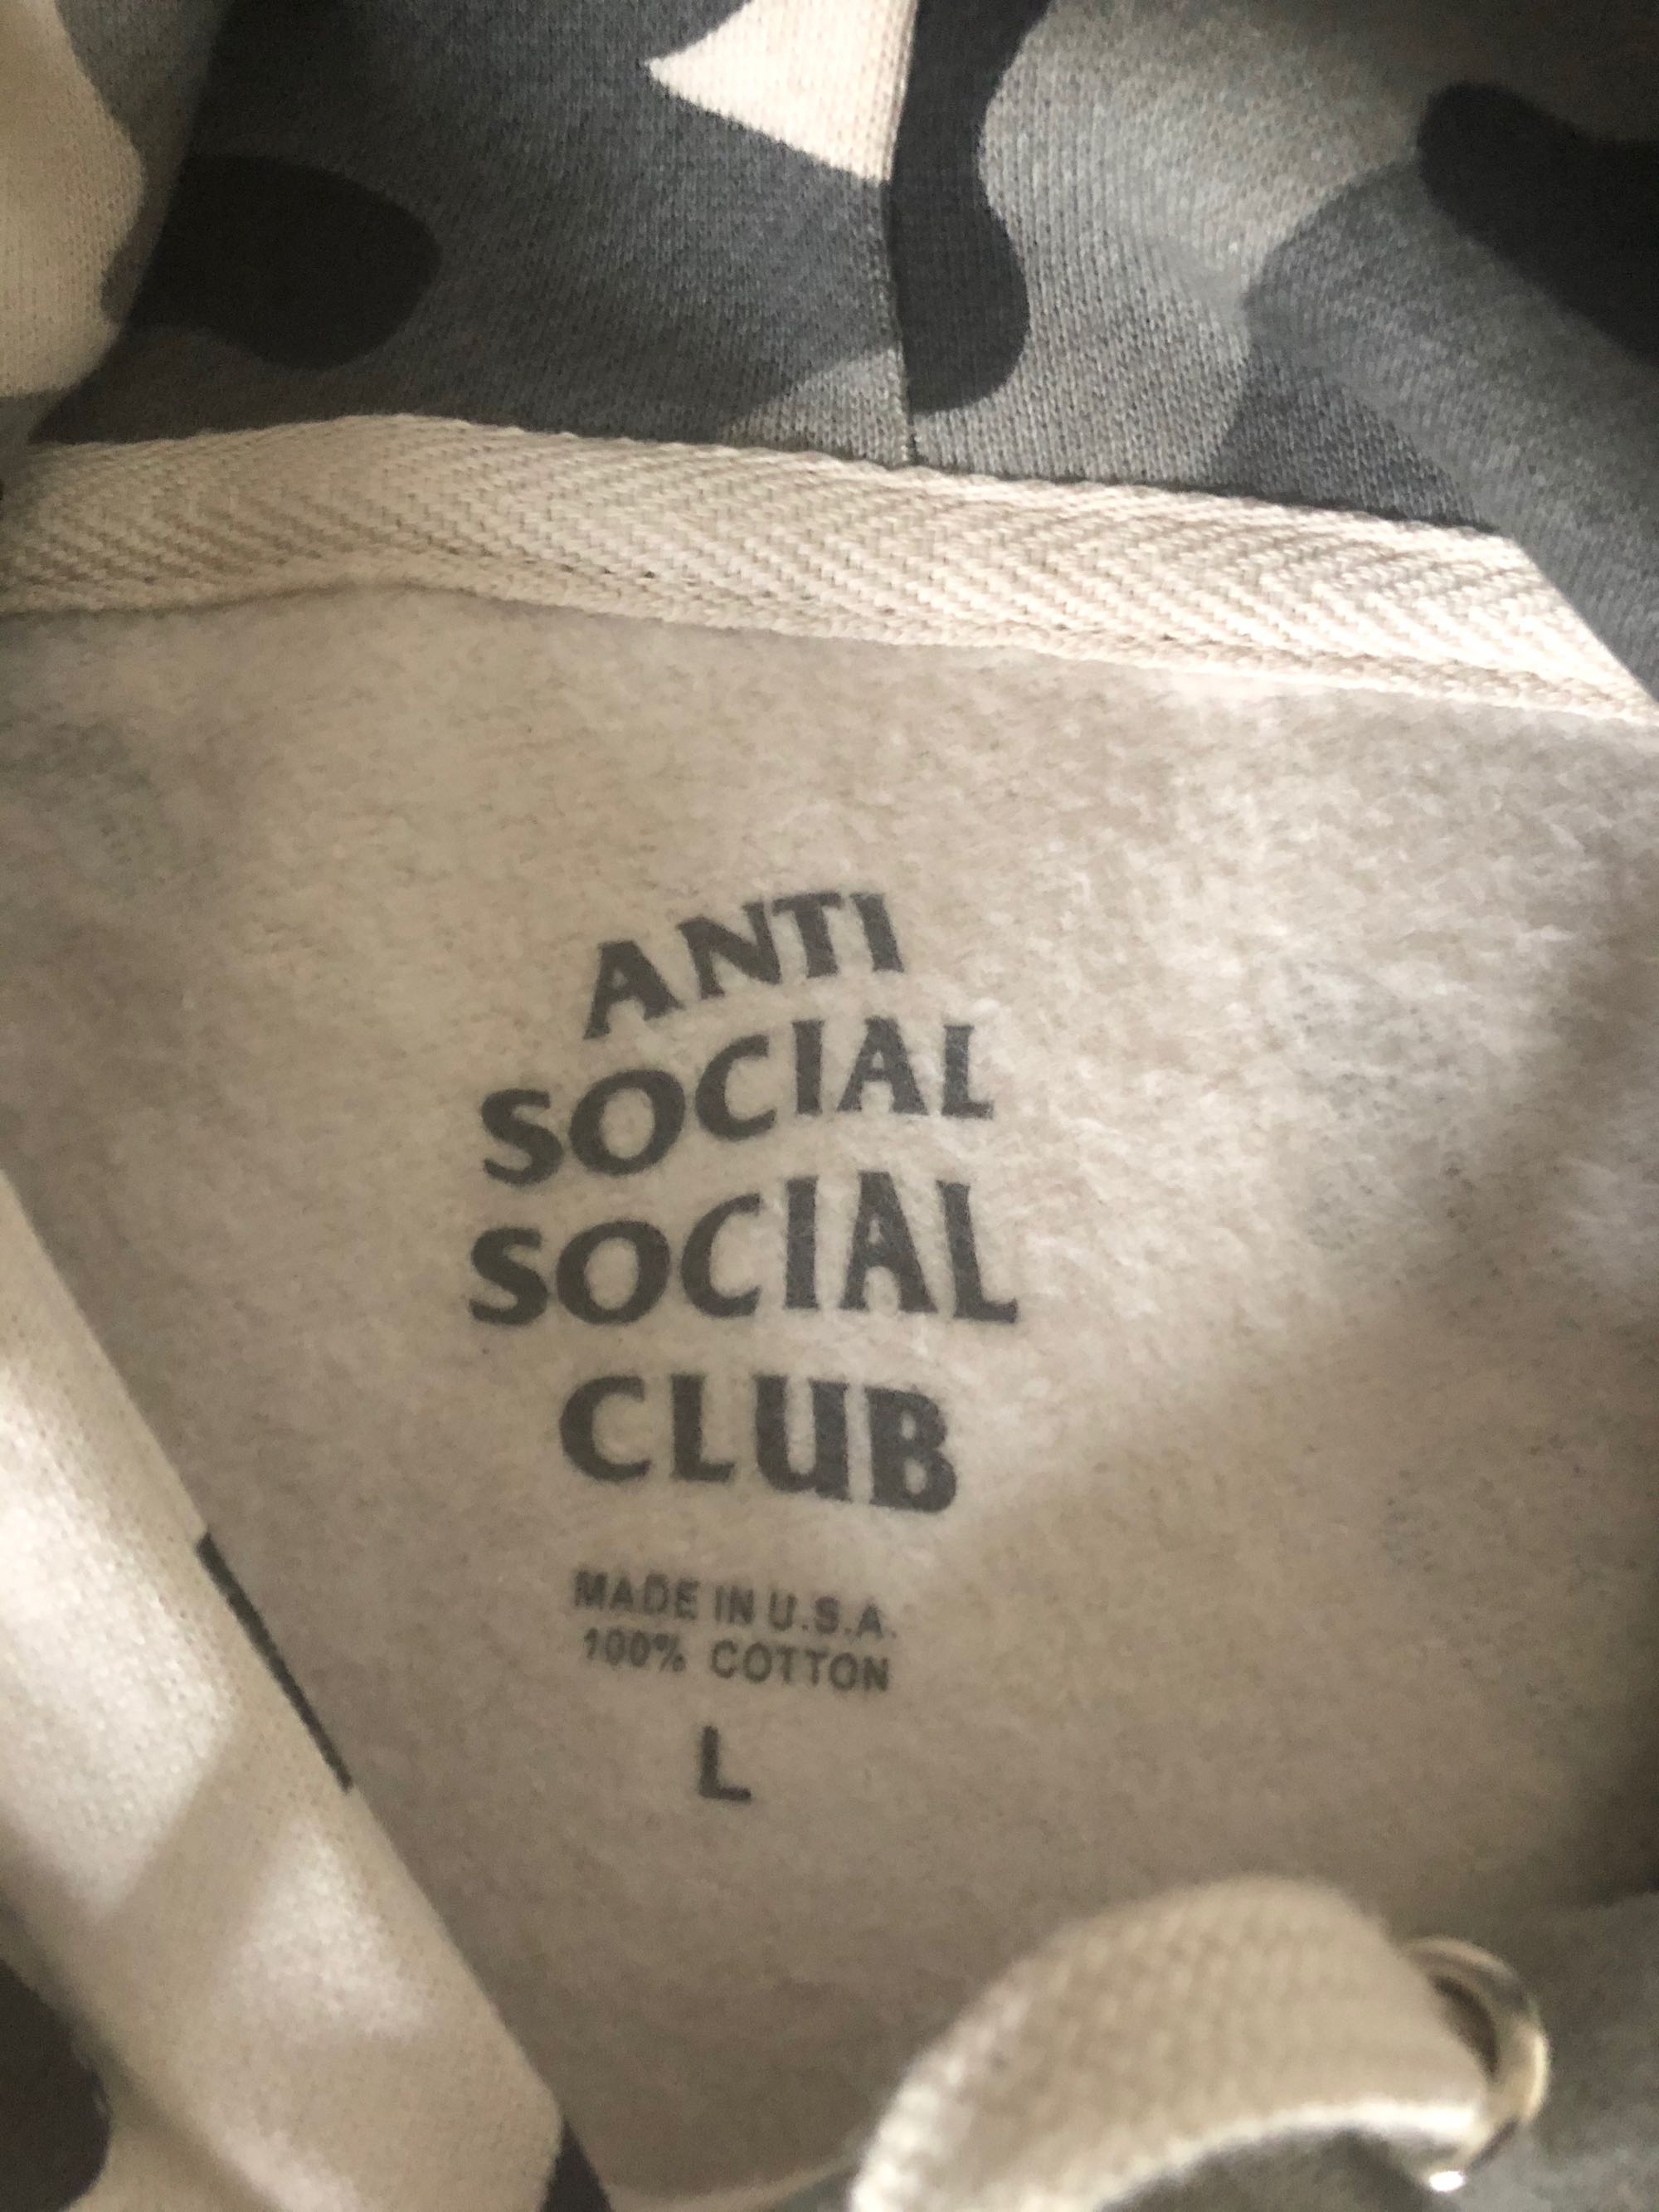 ANTI
SOCIAL
SOCIAL
CLUB
MADE IN U.S.A.
100% COTTON
L